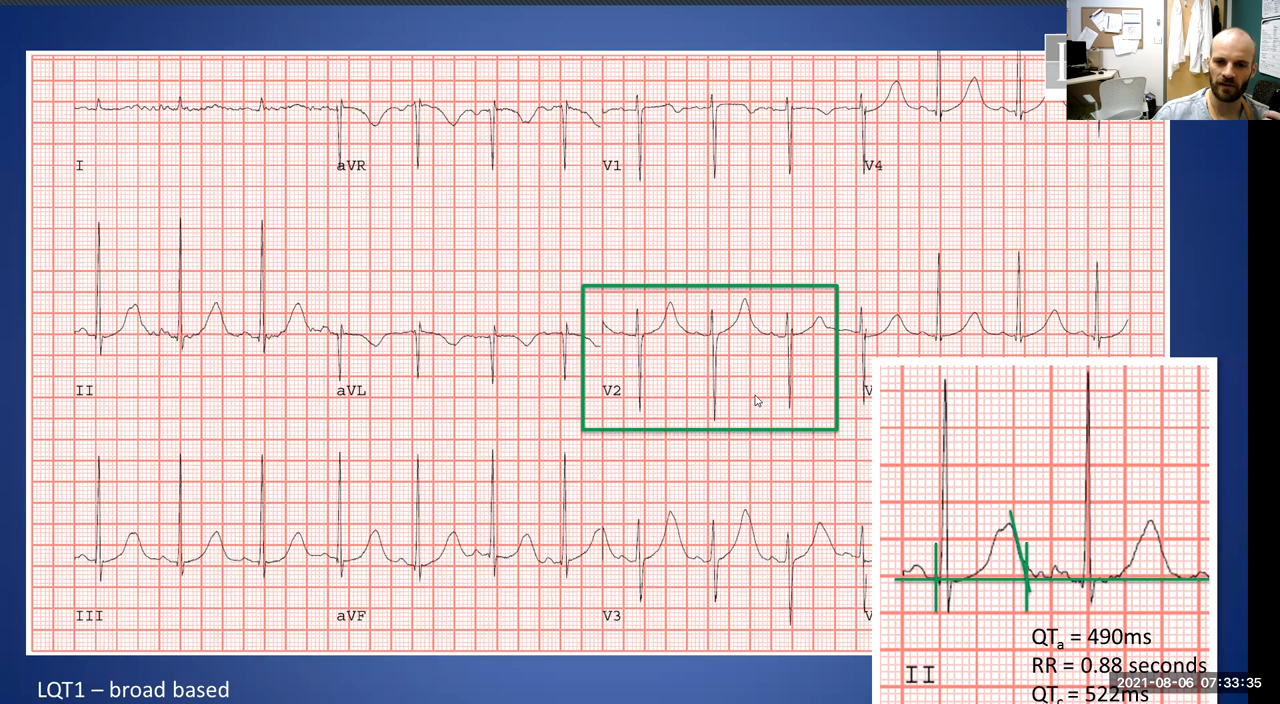 I aVR V1 V4
II aVL V2 V
III aVF V3 V
II
QTa = 490ms
RR = 0.88 seconds
QTc = 522ms
2021-08-06 07:33:35
LQT1 – broad based